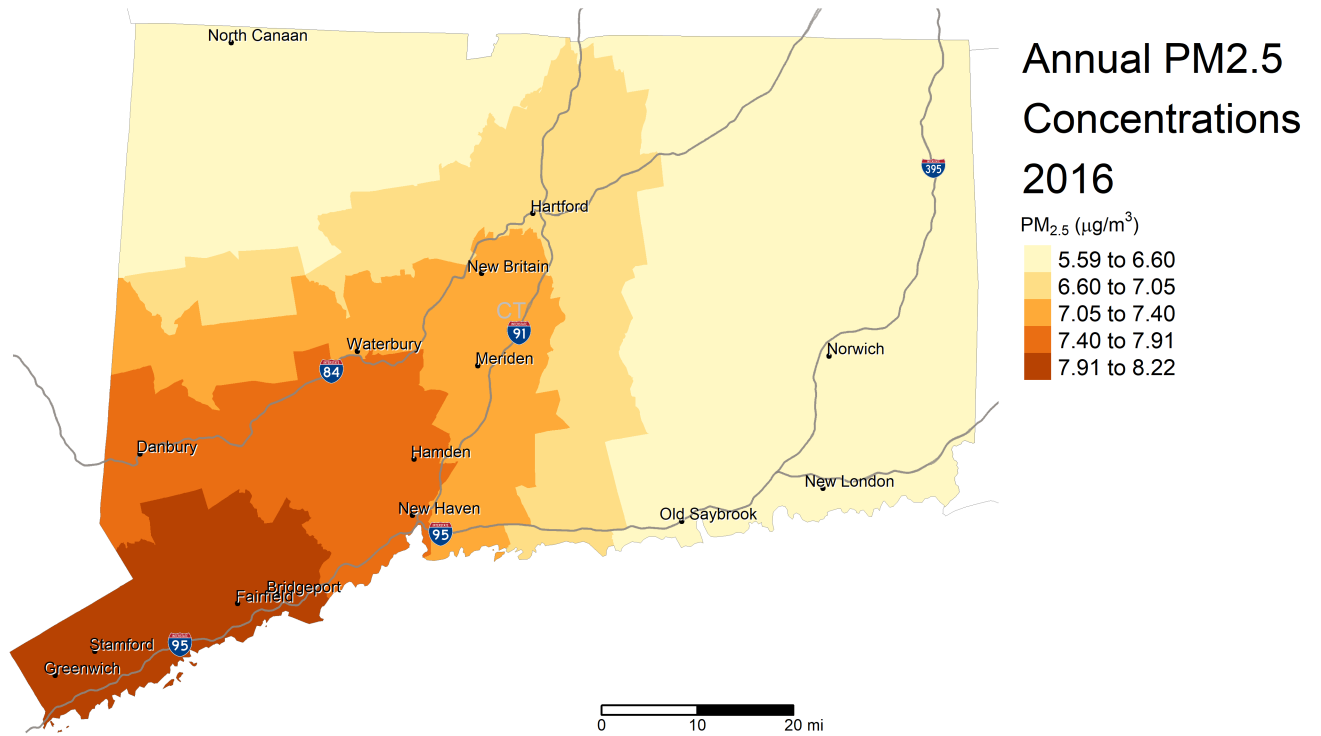 North Canaan
Annual PM2.5
Concentrations
2016
395
Hartford
PM2.5 (μg/m3)
5.59 to 6.60
New Britain
6.60 to 7.05
CT
7.05 to 7.40
91
Waterbury
7.40 to 7.91
Norwich
Meriden
7.91 to 8.22
84
Danbury
Hamden
New London
New Haven
Old Saybrook
95
Bridgeport
Fairfield
Stamford
95
Greenwich
0 10 20 mi